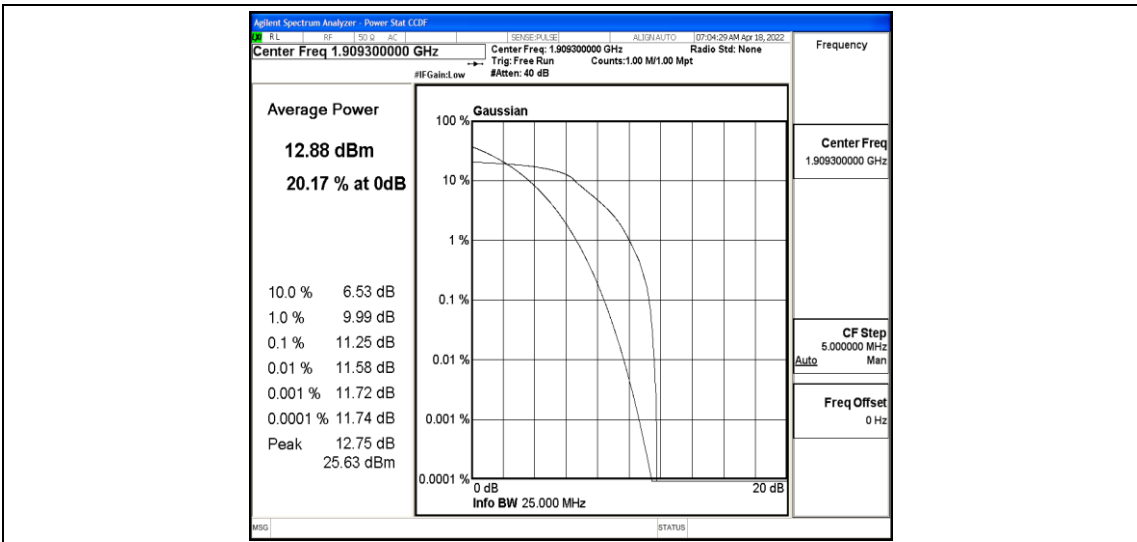 Agilent Spectrum Analyzer - Power Stat CCDF
LXI RL RF 50 Ω AC SENSE:PULSE ALIGNAUTO 07:04:29 AM Apr 18, 2022
Center Freq 1.909300000 GHz
Center Freq: 1.909300000 GHz Radio Std: None
Trig: Free Run Counts:1.00 M/1.00 Mpt
#IFGain:Low #Atten: 40 dB
Frequency
Average Power
12.88 dBm
20.17 % at 0dB
10.0 % 6.53 dB
1.0 % 9.99 dB
0.1 % 11.25 dB
0.01 % 11.58 dB
0.001 % 11.72 dB
0.0001 % 11.74 dB
Peak 12.75 dB
25.63 dBm
Gaussian
100 %
10 %
1 %
0.1 %
0.01 %
0.001 %
0.0001 %
0 dB 20 dB
Info BW 25.000 MHz
Center Freq
1.909300000 GHz
CF Step
5.000000 MHz
Auto Man
Freq Offset
0 Hz
MSG STATUS